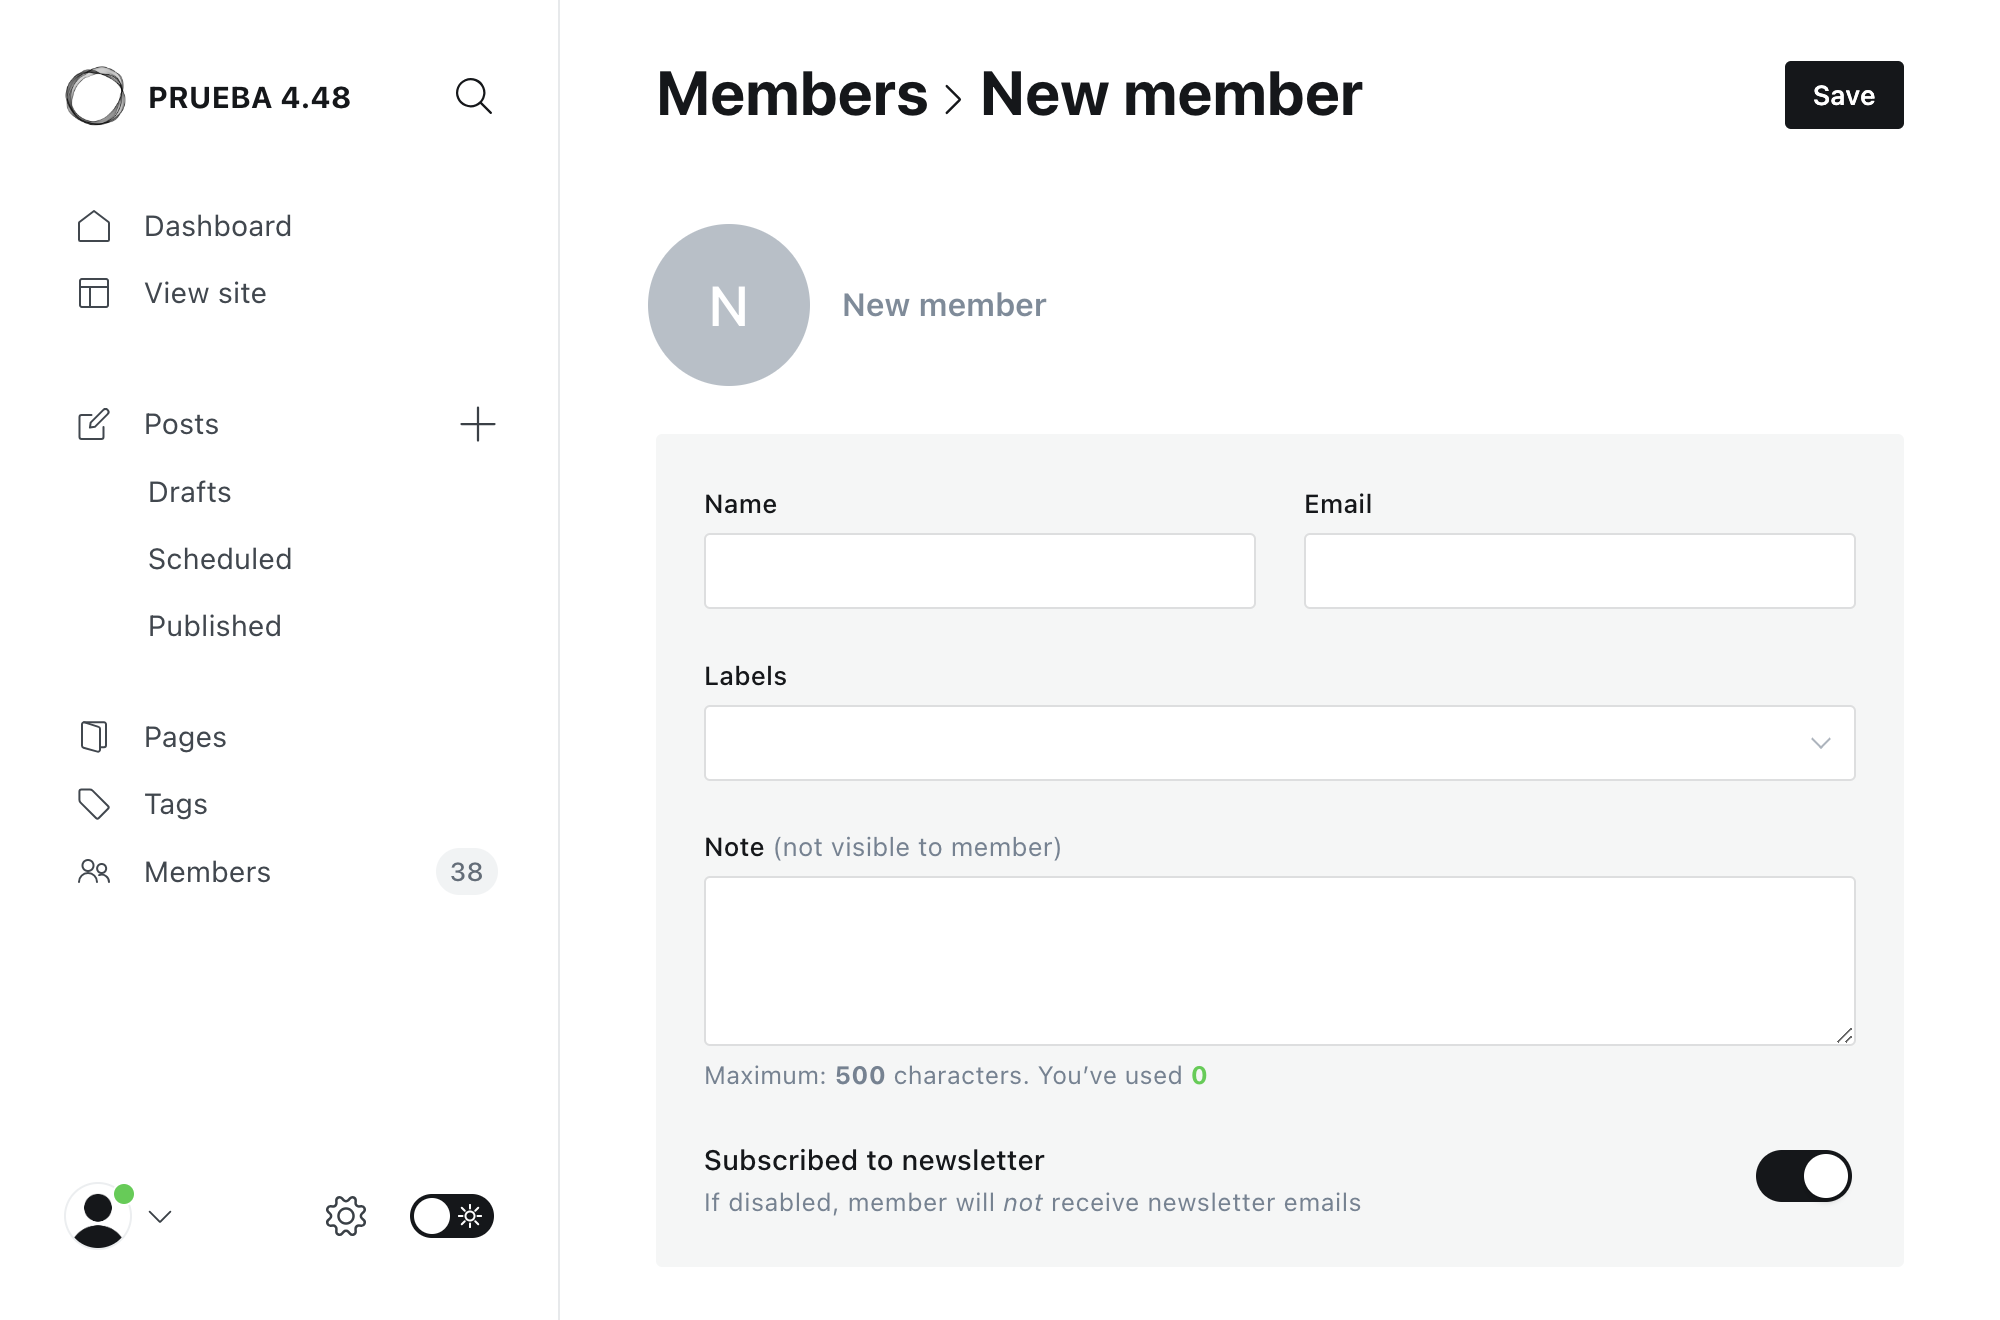 PRUEBA 4.48
Dashboard
View site
Posts
Drafts
Scheduled
Published
Pages
Tags
Members 38
Members › New member
Save
N
New member
Name
Email
Labels
Note (not visible to member)
Maximum: 500 characters. You’ve used 0
Subscribed to newsletter
If disabled, member will not receive newsletter emails